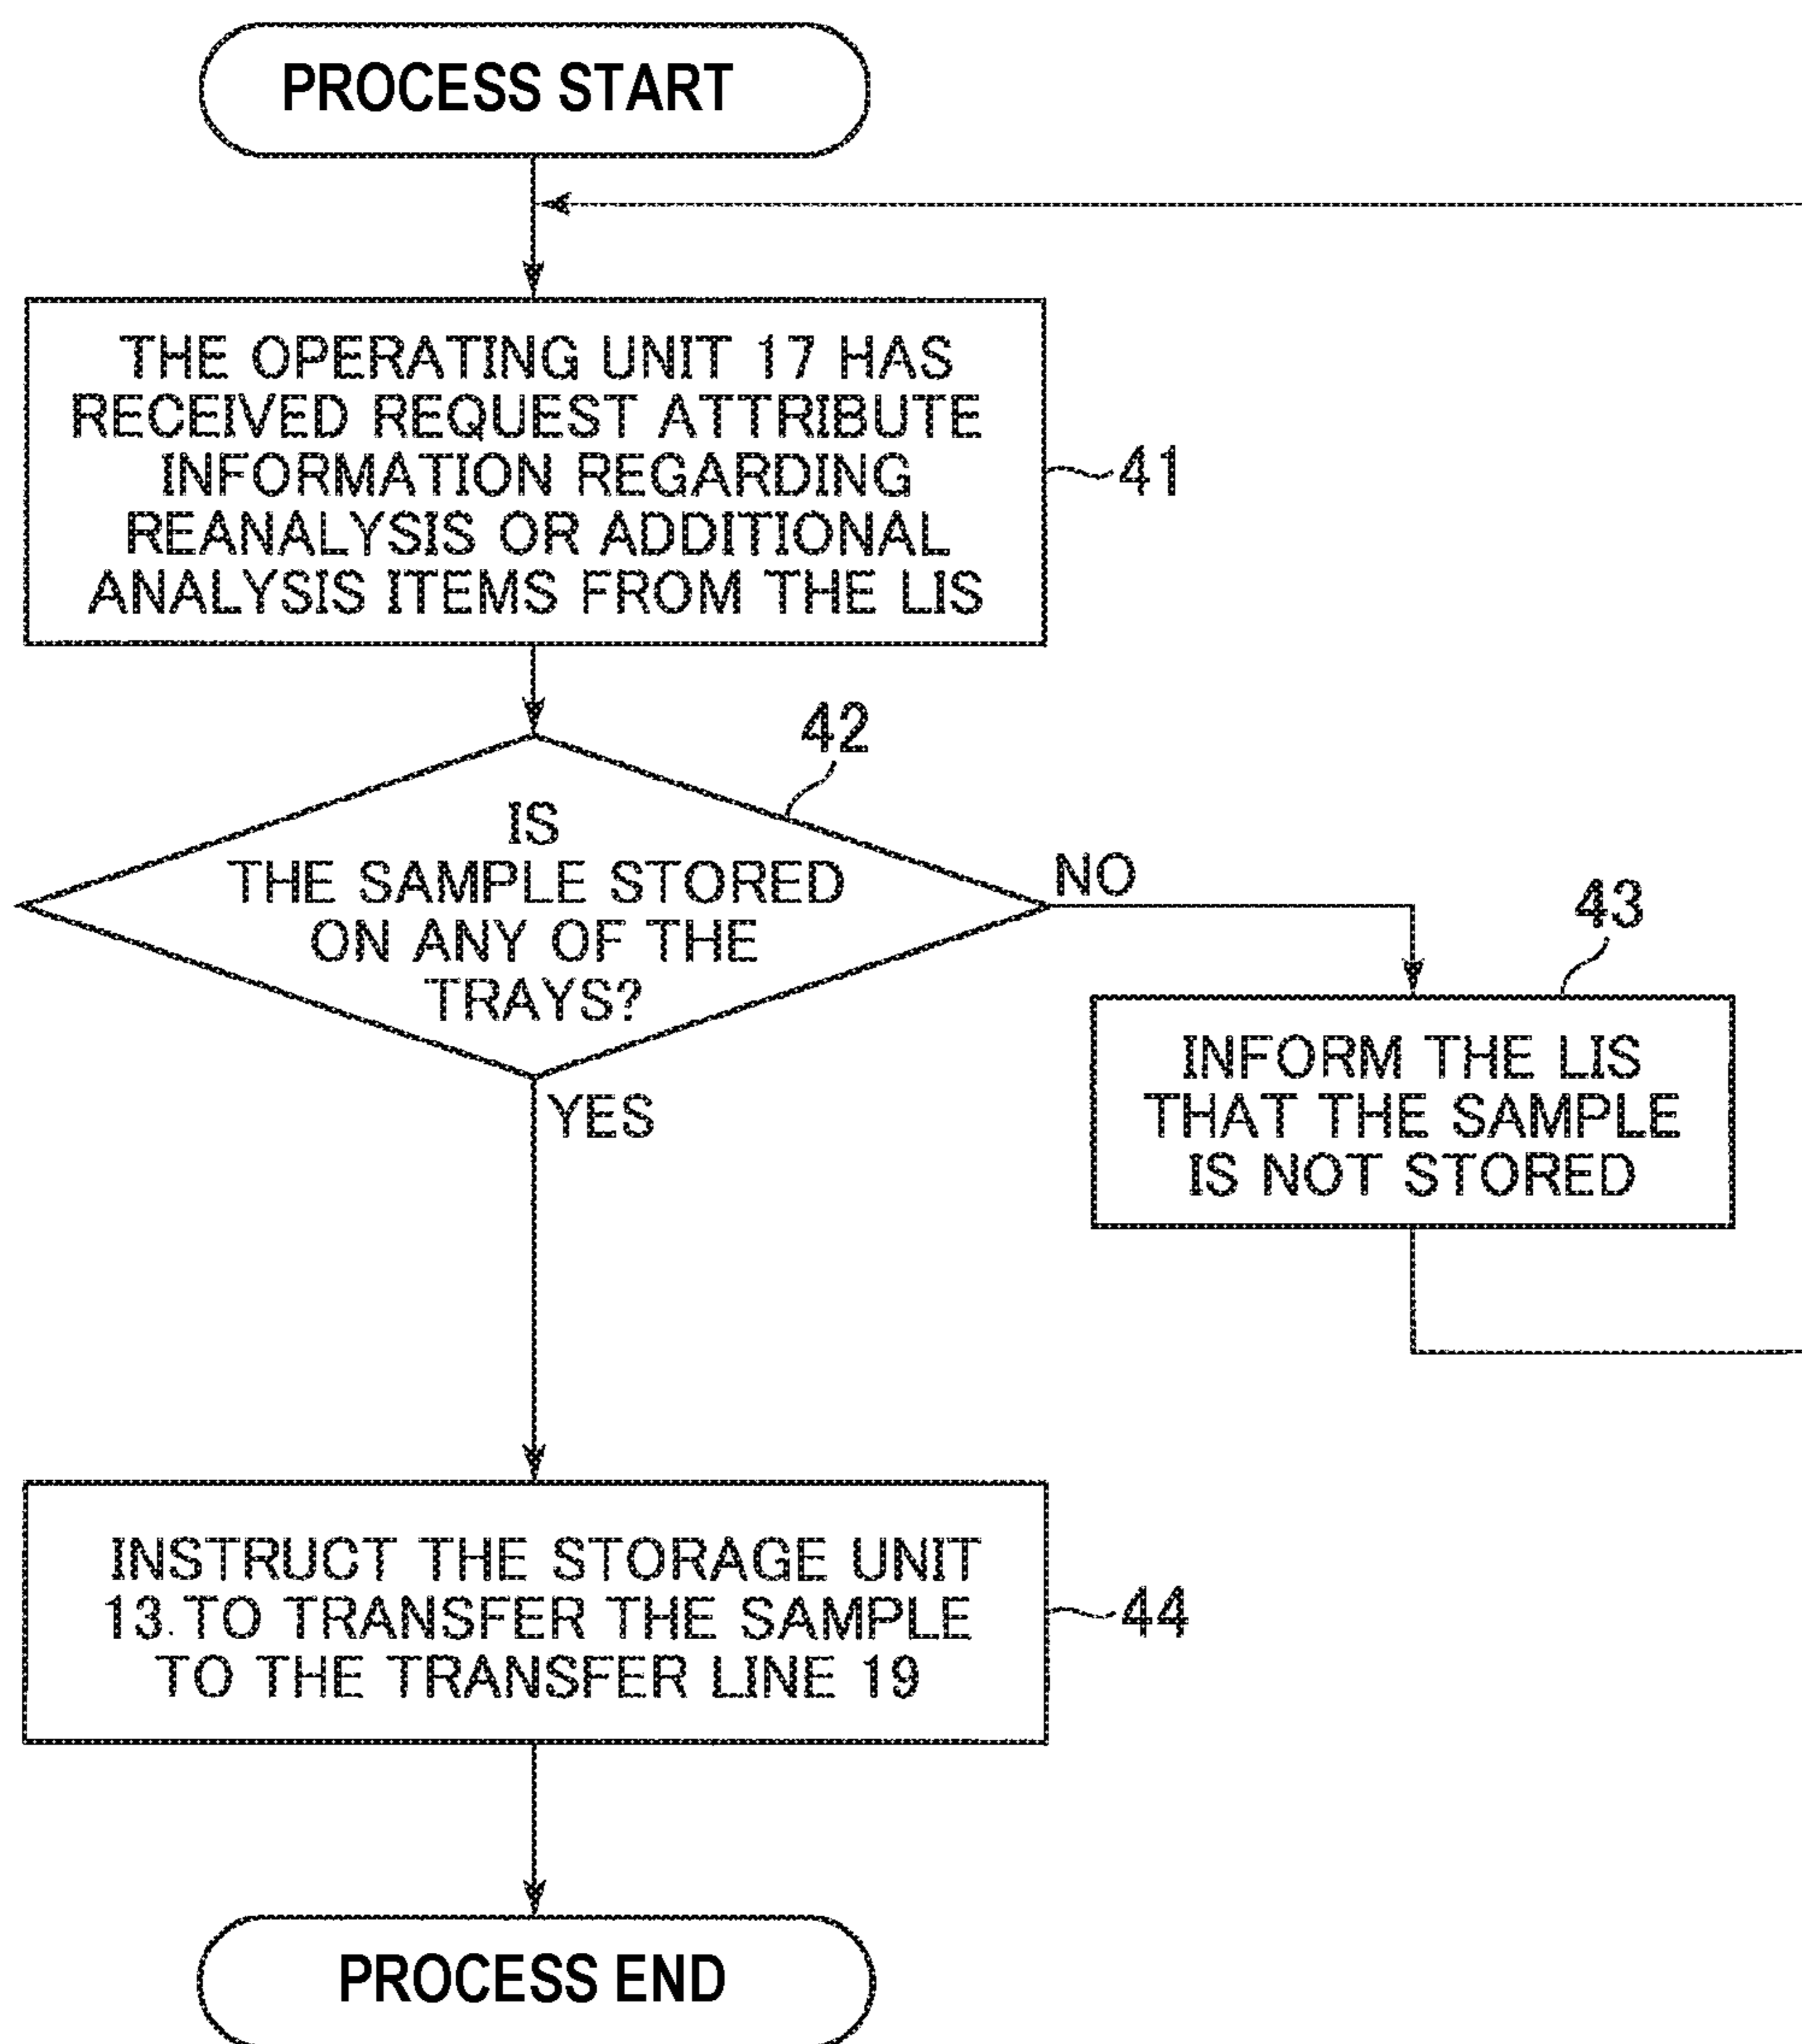 PROCESS START
THE OPERATING UNIT 17 HAS
RECEIVED REQUEST ATTRIBUTE
INFORMATION REGARDING
REANALYSIS OR ADDITIONAL
ANALYSIS ITEMS FROM THE LIS
41
42
IS
THE SAMPLE STORED
ON ANY OF THE
TRAYS?
NO
YES
43
INFORM THE LIS
THAT THE SAMPLE
IS NOT STORED
INSTRUCT THE STORAGE UNIT
13.TO TRANSFER THE SAMPLE
TO THE TRANSFER LINE 19
44
PROCESS END